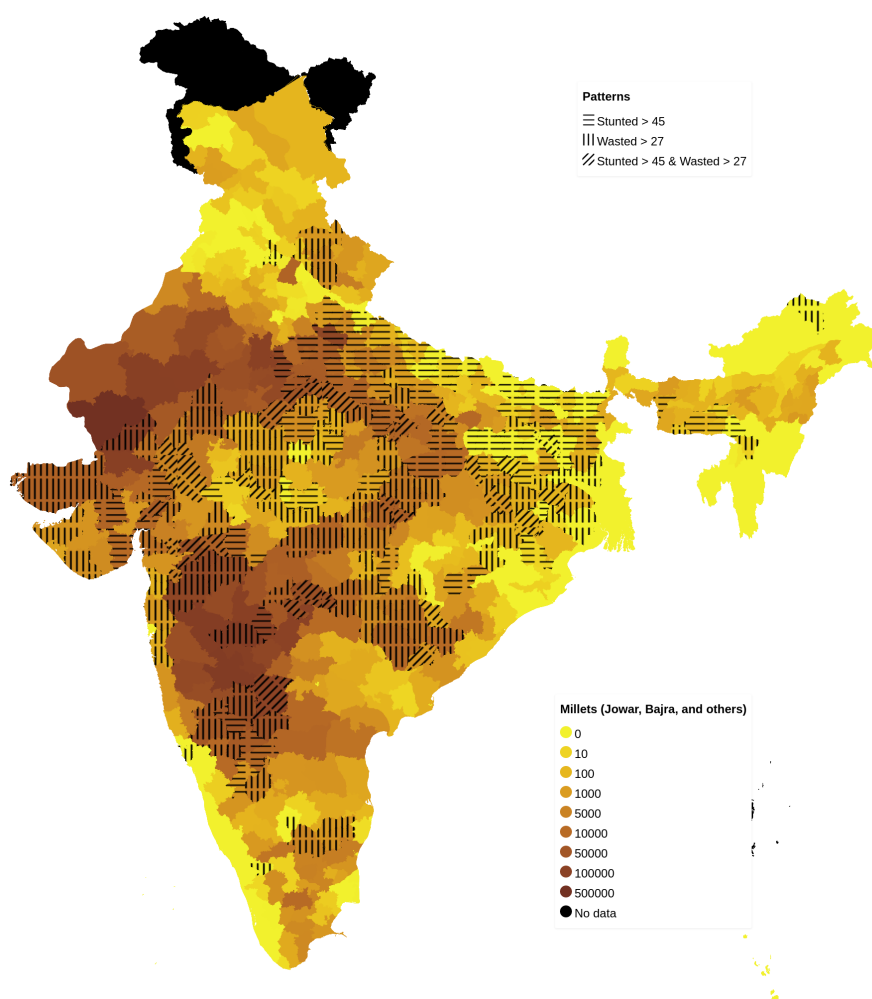 Patterns
Stunted > 45
Wasted > 27
Stunted > 45 & Wasted > 27
Millets (Jowar, Bajra, and others)
0
10
100
1000
5000
10000
50000
100000
500000
No data